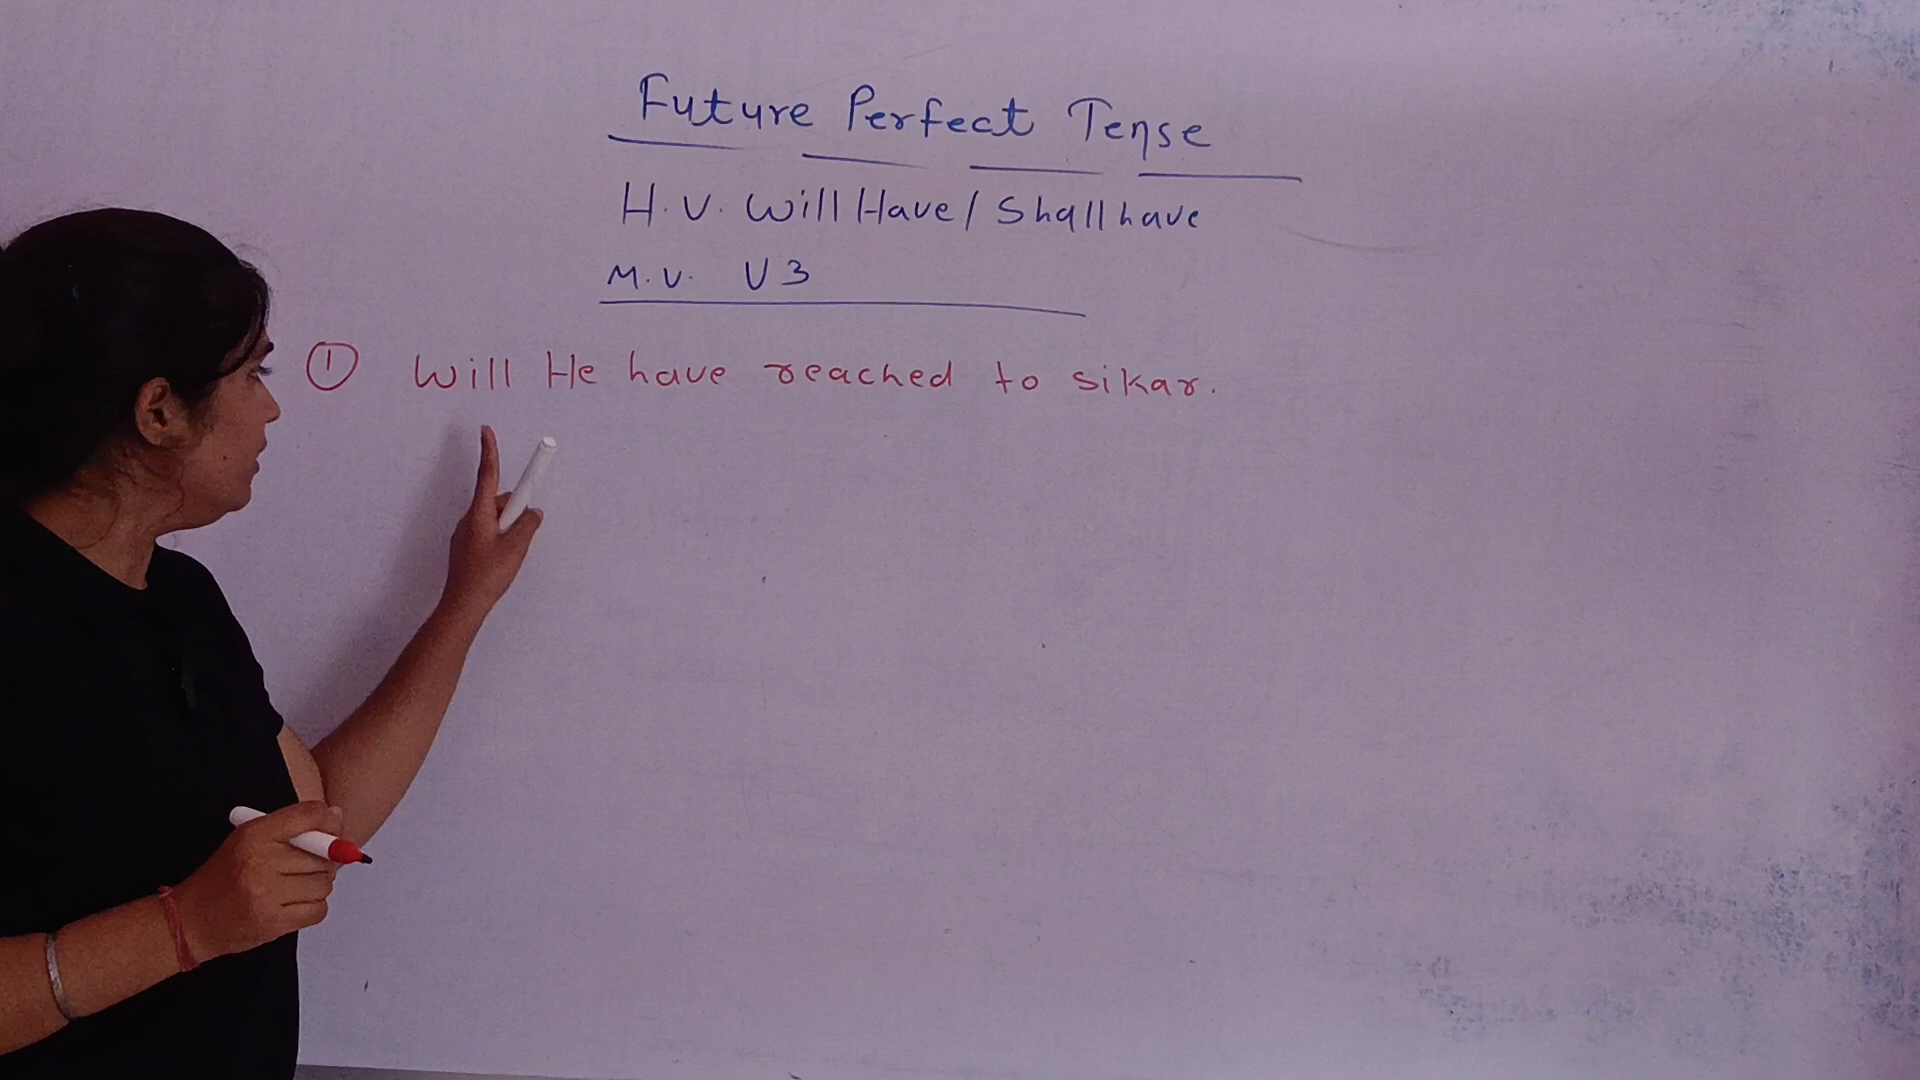 Future Perfect Tense
H.V. Will Have / Shall have
M.V. V3
① Will He have reached to sikar.